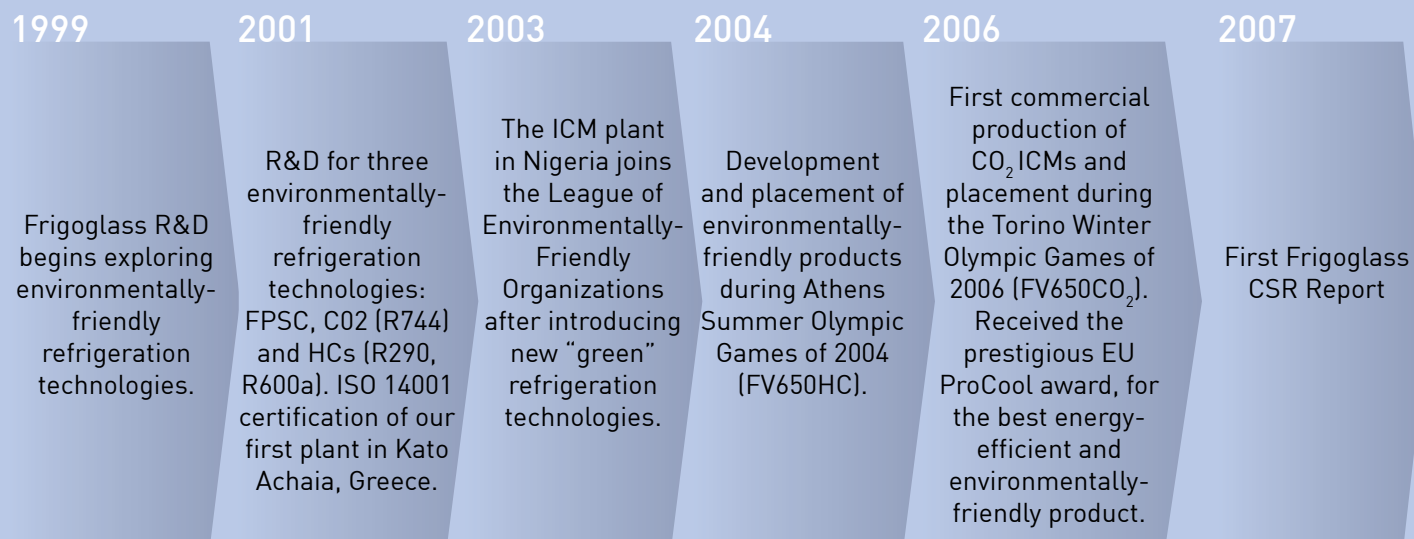 1999
Frigoglass R&D
begins exploring
environmentally-
friendly
refrigeration
technologies.
2001
R&D for three
environmentally-
friendly
refrigeration
technologies:
FPSC, C02 (R744)
and HCs (R290,
R600a). ISO 14001
certification of our
first plant in Kato
Achaia, Greece.
2003
The ICM plant
in Nigeria joins
the League of
Environmentally-
Friendly
Organizations
after introducing
new “green”
refrigeration
technologies.
2004
Development
and placement of
environmentally-
friendly products
during Athens
Summer Olympic
Games of 2004
(FV650HC).
2006
First commercial
production of
CO₂ ICMs and
placement during
the Torino Winter
Olympic Games of
2006 (FV650CO₂).
Received the
prestigious EU
ProCool award, for
the best energy-
efficient and
environmentally-
friendly product.
2007
First Frigoglass
CSR Report